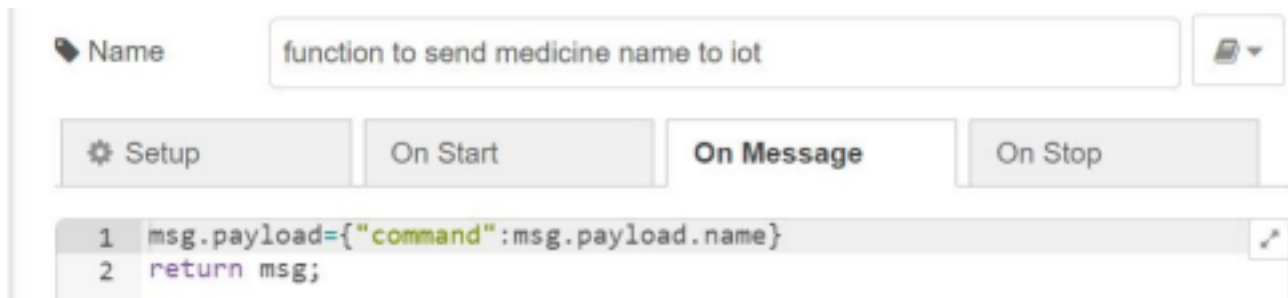 Name function to send medicine name to iot
Setup On Start On Message On Stop
1 msg.payload={"command":msg.payload.name}
2 return msg;